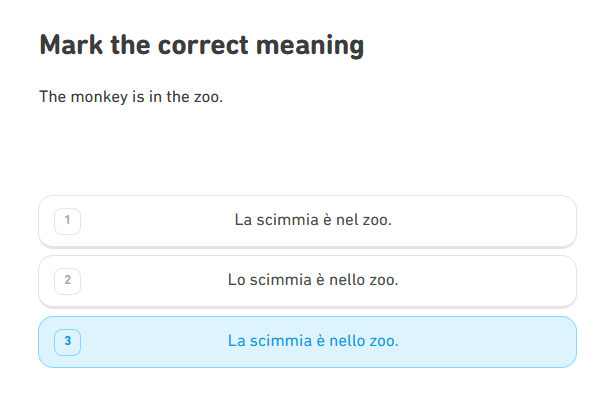 Mark the correct meaning
The monkey is in the zoo.
1 La scimmia è nel zoo.
2 Lo scimmia è nello zoo.
3 La scimmia è nello zoo.